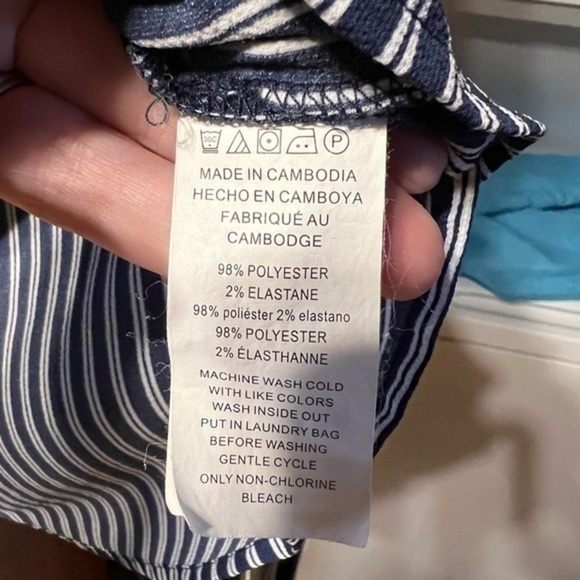 30C
P
MADE IN CAMBODIA
HECHO EN CAMBOYA
FABRIQUÉ AU
CAMBODGE
98% POLYESTER
2% ELASTANE
98% poliéster 2% elastano
98% POLYESTER
2% ÉLASTHANNE
MACHINE WASH COLD
WITH LIKE COLORS
WASH INSIDE OUT
PUT IN LAUNDRY BAG
BEFORE WASHING
GENTLE CYCLE
ONLY NON-CHLORINE
BLEACH